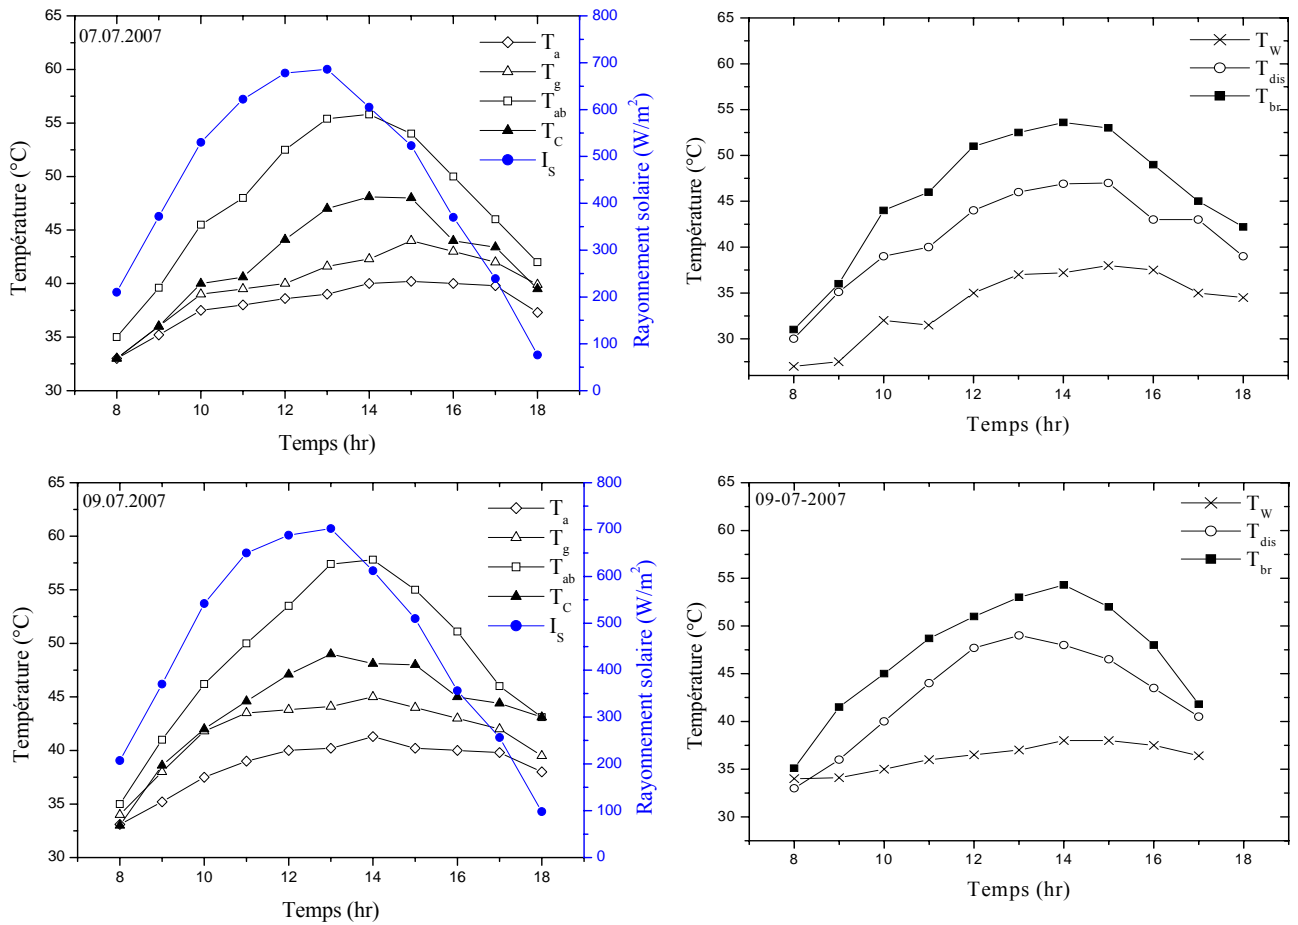 07.07.2007
T_a
T_g
T_ab
T_C
I_S
65
60
55
50
45
40
35
30
800
700
600
500
400
300
200
100
0
8 10 12 14 16 18
Température (°C)
Rayonnement solaire (W/m²)
Temps (hr)
T_W
T_dis
T_br
65
60
55
50
45
40
35
30
8 10 12 14 16 18
Température (°C)
Temps (hr)
09.07.2007
T_a
T_g
T_ab
T_C
I_S
65
60
55
50
45
40
35
30
800
700
600
500
400
300
200
100
0
8 10 12 14 16 18
Température (°C)
Rayonnement solaire (W/m²)
Temps (hr)
09-07-2007
T_W
T_dis
T_br
65
60
55
50
45
40
35
30
8 10 12 14 16 18
Température (°C)
Temps (hr)